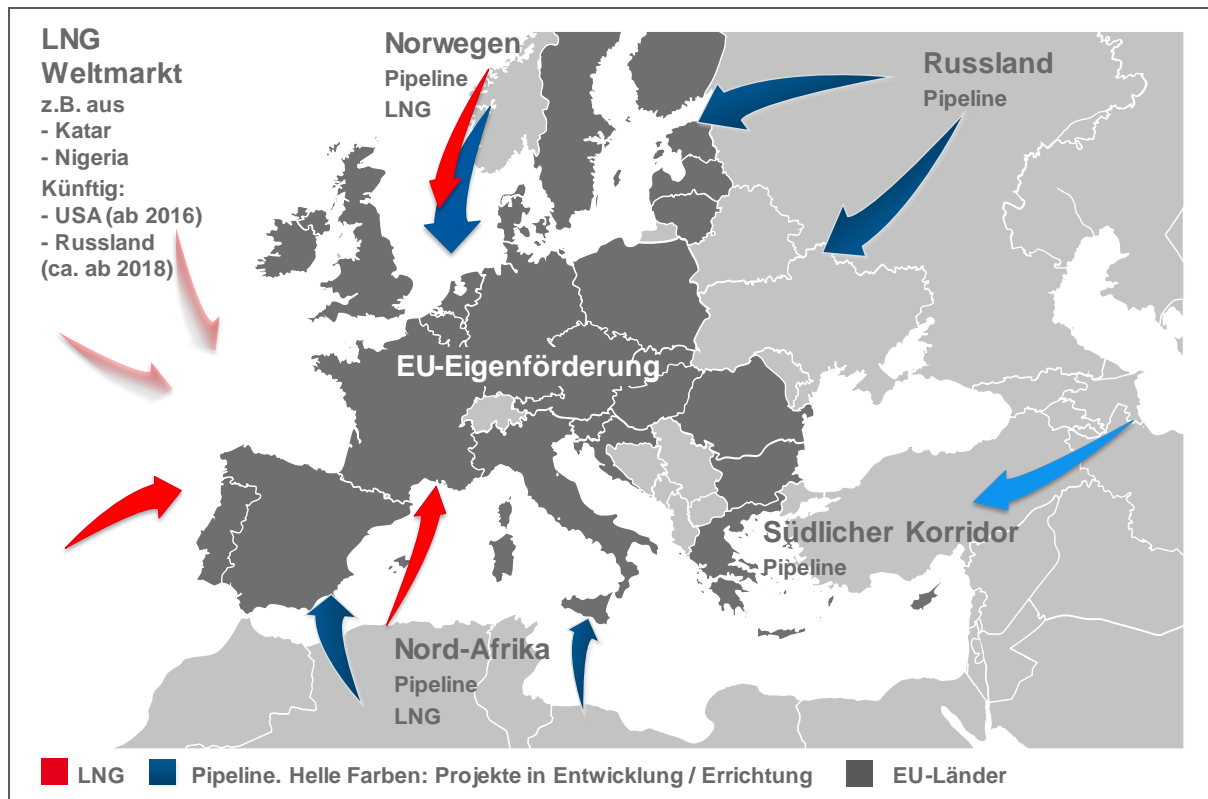 LNG
Weltmarkt
z.B. aus
- Katar
- Nigeria
Künftig:
- USA (ab 2016)
- Russland
(ca. ab 2018)
Norwegen
Pipeline
LNG
Russland
Pipeline
EU-Eigenförderung
Südlicher Korridor
Pipeline
Nord-Afrika
Pipeline
LNG
LNG Pipeline. Helle Farben: Projekte in Entwicklung / Errichtung EU-Länder